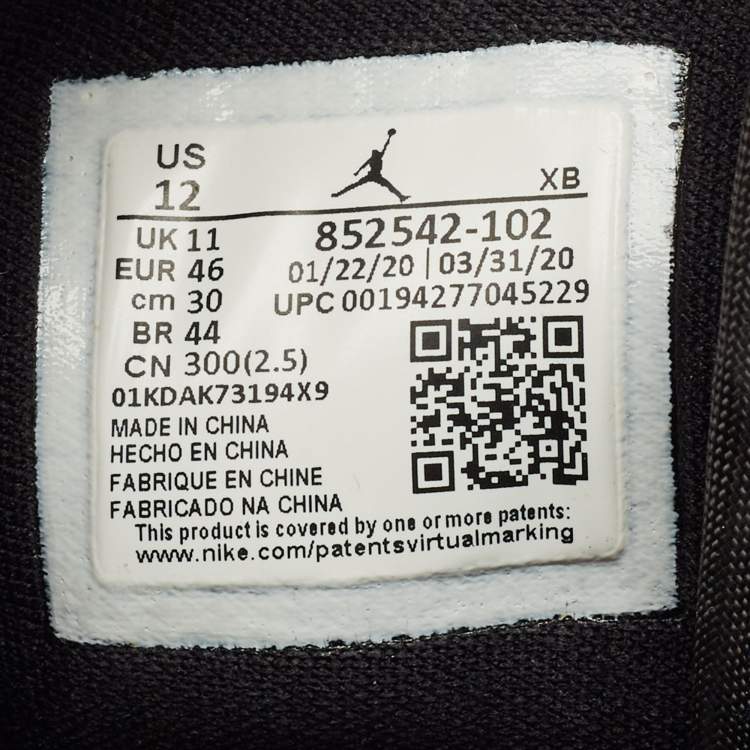 US
12
XB
UK 11
852542-102
EUR 46
01/22/20 | 03/31/20
cm 30
UPC 00194277045229
BR 44
CN 300(2.5)
01KDAK73194X9
MADE IN CHINA
HECHO EN CHINA
FABRIQUE EN CHINE
FABRICADO NA CHINA
This product is covered by one or more patents:
www.nike.com/patentsvirtualmarking